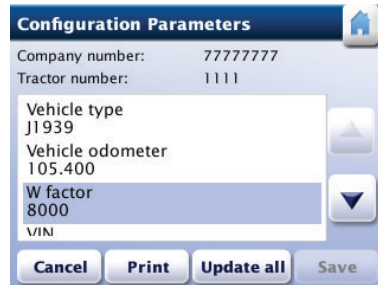 Configuration Parameters
Company number: 77777777
Tractor number: 1111
Vehicle type
J1939
Vehicle odometer
105.400
W factor
8000
VIN
Cancel Print Update all Save